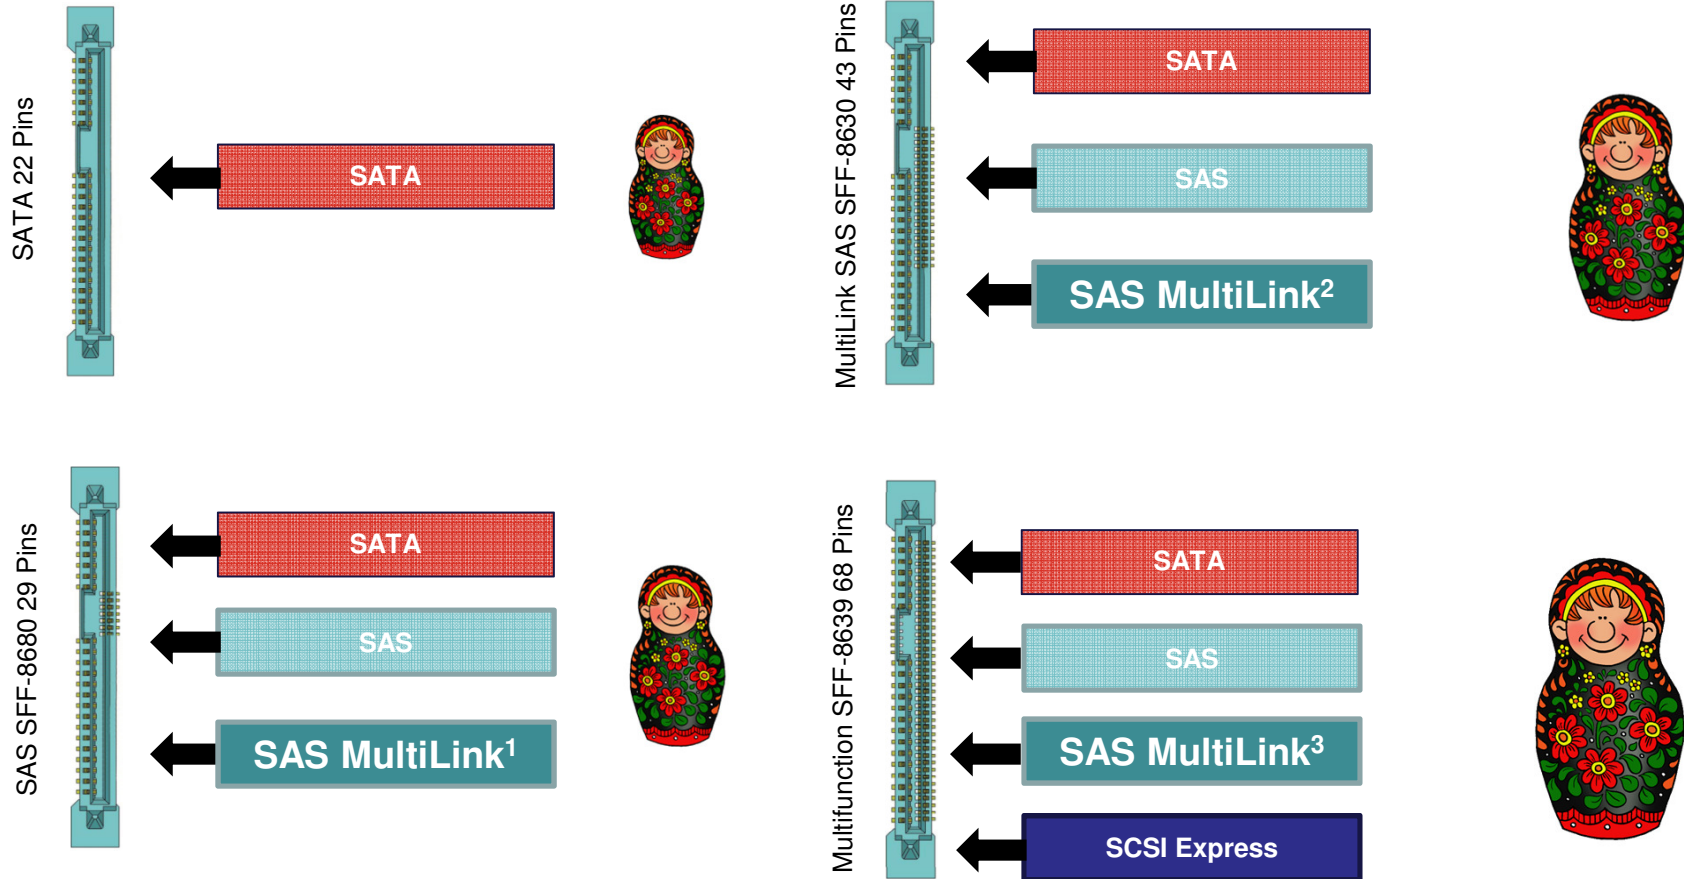 SATA 22 Pins
SATA
MultiLink SAS SFF-8630 43 Pins
SATA
SAS
SAS MultiLink²
SAS SFF-8680 29 Pins
SATA
SAS
SAS MultiLink¹
Multifunction SFF-8639 68 Pins
SATA
SAS
SAS MultiLink³
SCSI Express